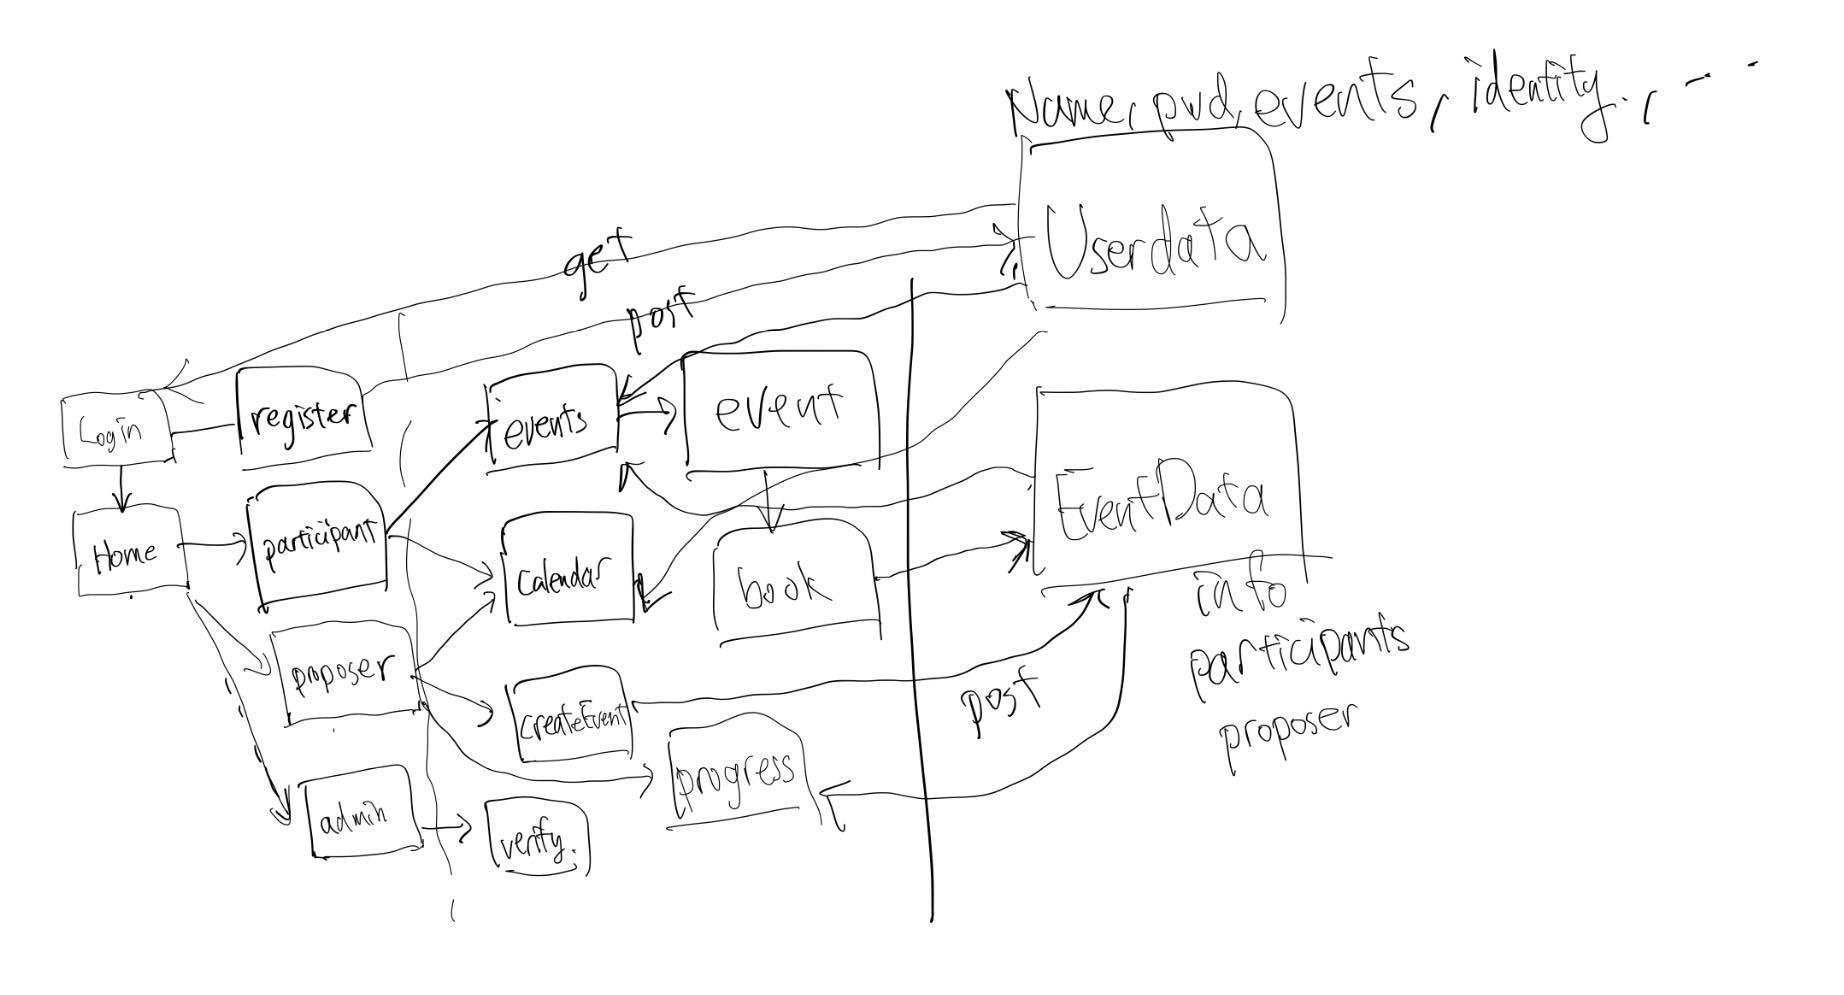 Name, pwd, events, identity., ...
Userdata
get
post
Login
register
events
event
Home
participant
Calendar
book
EventData
info
participants
proposer
proposer
createEvent
post
progress
admin
verify.